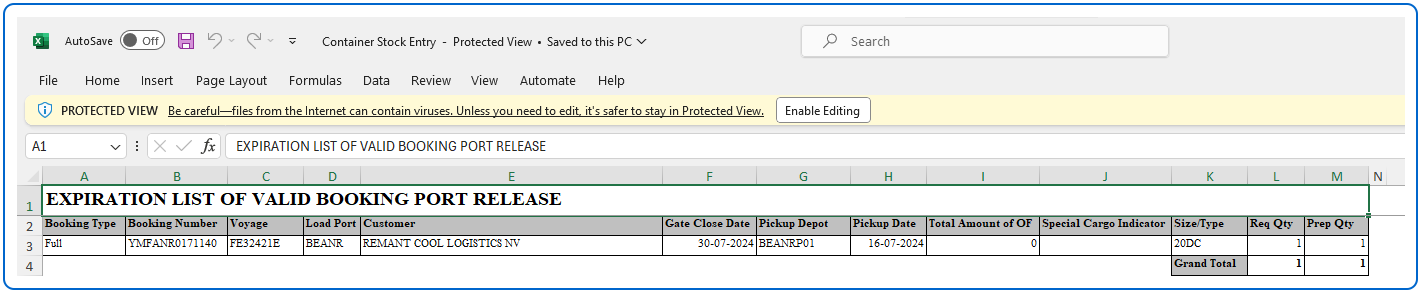 AutoSave Off Container Stock Entry - Protected View • Saved to this PC Search
File Home Insert Page Layout Formulas Data Review View Automate Help
PROTECTED VIEW Be careful—files from the Internet can contain viruses. Unless you need to edit, it's safer to stay in Protected View. Enable Editing
A1 fx EXPIRATION LIST OF VALID BOOKING PORT RELEASE
A B C D E F G H I J K L M N
1 EXPIRATION LIST OF VALID BOOKING PORT RELEASE
2 Booking Type Booking Number Voyage Load Port Customer Gate Close Date Pickup Depot Pickup Date Total Amount of OF Special Cargo Indicator Size/Type Req Qty Prep Qty
3 Full YMFANR0171140 FE32421E BEANR REMANT COOL LOGISTICS NV 30-07-2024 BEANRP01 16-07-2024 0 20DC 1 1
4 Grand Total 1 1